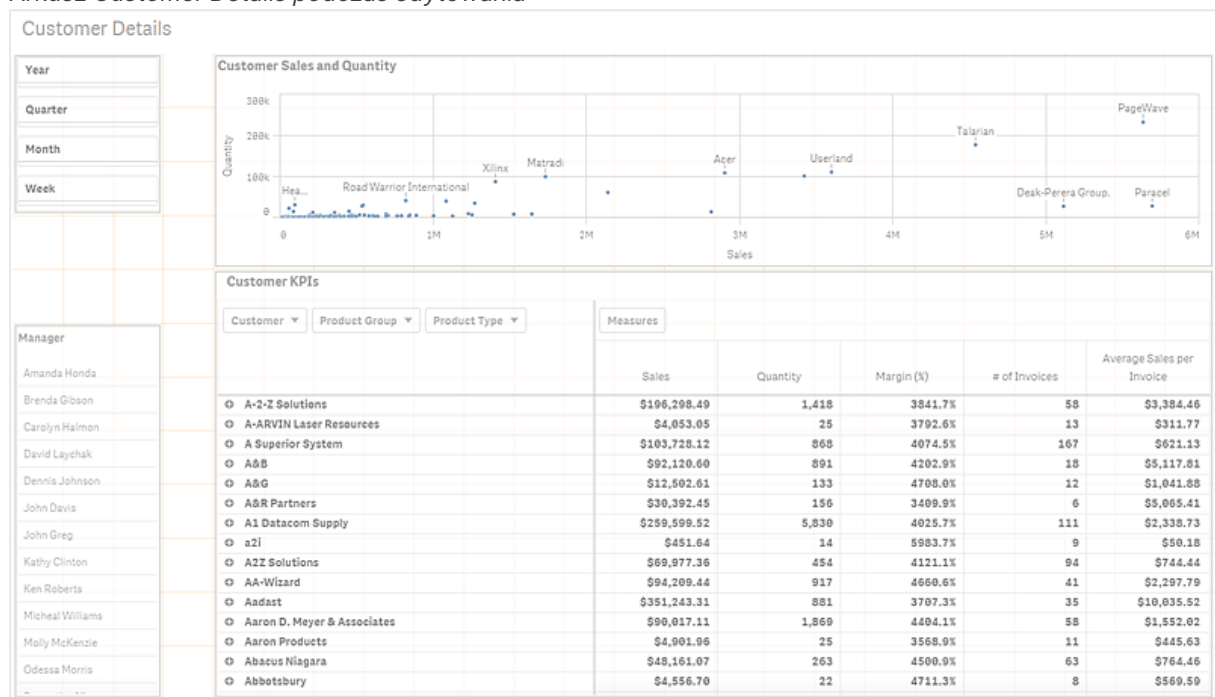 Arkusz Customer Details podczas edytowania
Customer Details
Year
Quarter
Month
Week
Customer Sales and Quantity
300k
200k
100k
0
Quantity
Hea...
Road Warrior International
Xilinx
Matradi
Acer
Userland
Talarian
PageWave
Deak-Perera Group.
Paracel
0 1M 2M 3M 4M 5M 6M
Sales
Manager
Amanda Honda
Brenda Gibson
Carolyn Halmon
David Laychak
Dennis Johnson
John Davis
John Greg
Kathy Clinton
Ken Roberts
Micheal Williams
Molly McKenzie
Odessa Morris
Customer KPIs
Customer Product Group Product Type Measures
Sales Quantity Margin (%) # of Invoices Average Sales per Invoice
A-2-Z Solutions $196,298.49 1,418 3841.7% 58 $3,384.46
A-ARVIN Laser Resources $4,053.05 25 3792.6% 13 $311.77
A Superior System $103,728.12 868 4074.5% 167 $621.13
A&B $92,120.60 891 4202.9% 18 $5,117.81
A&G $12,502.61 133 4708.0% 12 $1,041.88
A&R Partners $30,392.45 156 3409.9% 6 $5,065.41
A1 Datacom Supply $259,599.52 5,830 4025.7% 111 $2,338.73
a2i $451.64 14 5983.7% 9 $50.18
A2Z Solutions $69,977.36 454 4121.1% 94 $744.44
AA-Wizard $94,209.44 917 4660.6% 41 $2,297.79
Aadast $351,243.31 881 3707.3% 35 $10,035.52
Aaron D. Meyer & Associates $90,017.11 1,869 4404.1% 58 $1,552.02
Aaron Products $4,901.96 25 3568.9% 11 $445.63
Abacus Niagara $48,161.07 263 4500.9% 63 $764.46
Abbotsbury $4,556.70 22 4711.3% 8 $569.59